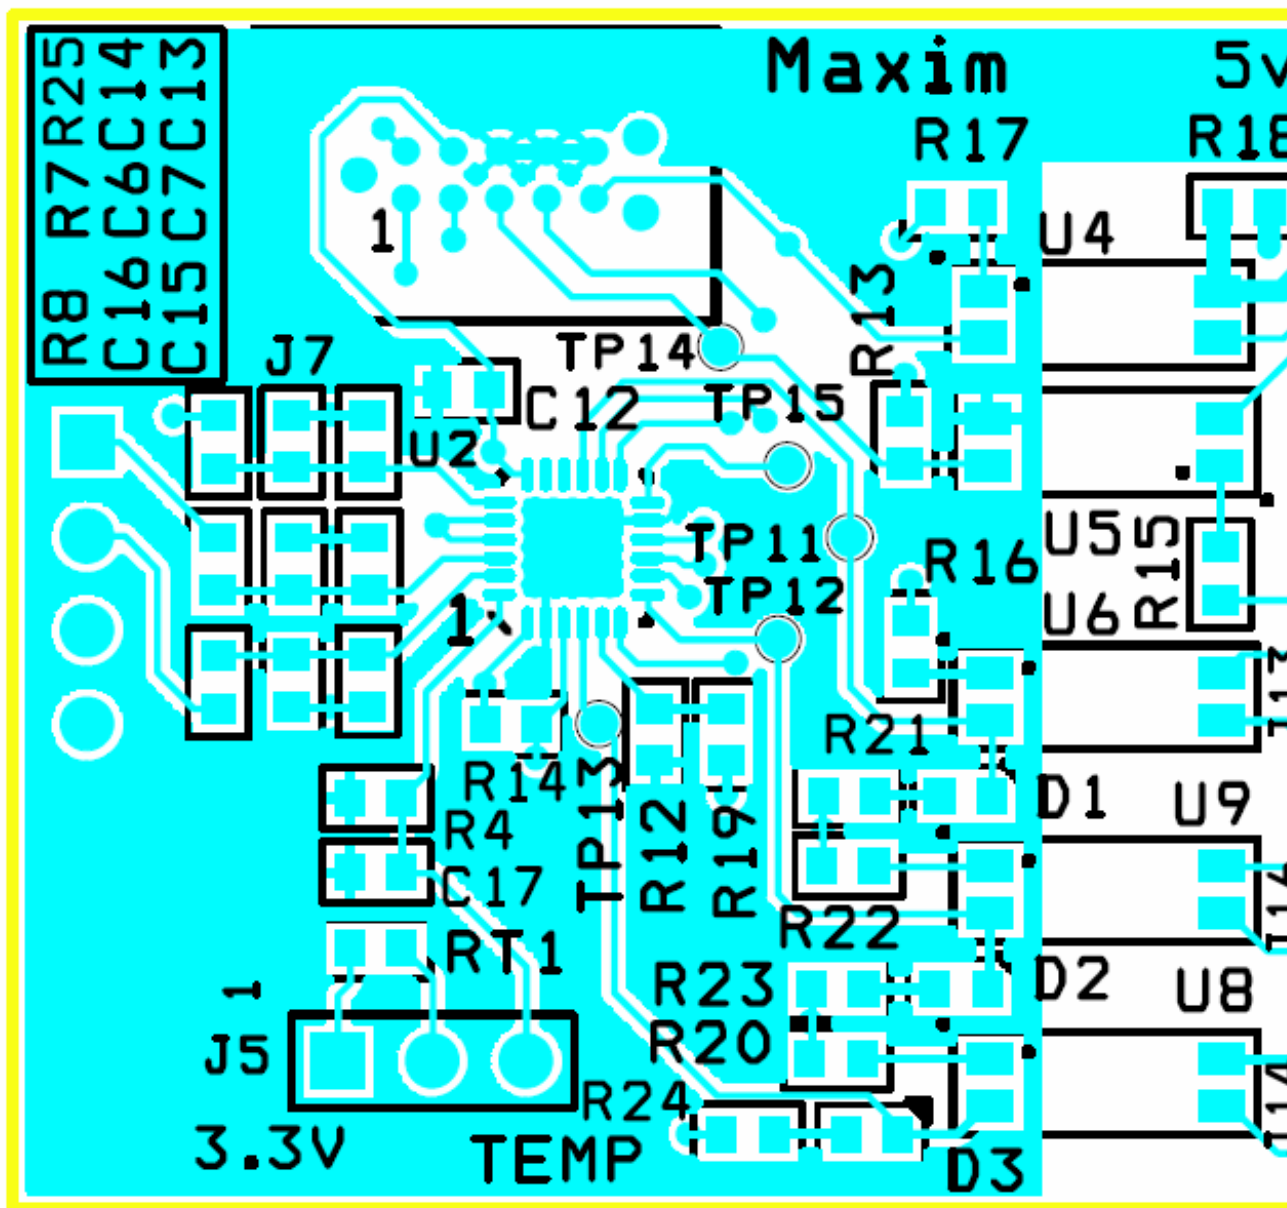 R8 R7 R25
C16 C6 C14
C15 C7 C13
Maxim
5v
R17
R18
1
U4
R13
J7
TP14
C12
TP15
U2
TP11
U5
R16
R15
TP12
U6
1
R21
R14
D1
U9
R4
TP13
R12
R19
C17
R22
RT1
R23
D2
U8
1
J5
R20
R24
3.3V
TEMP
D3